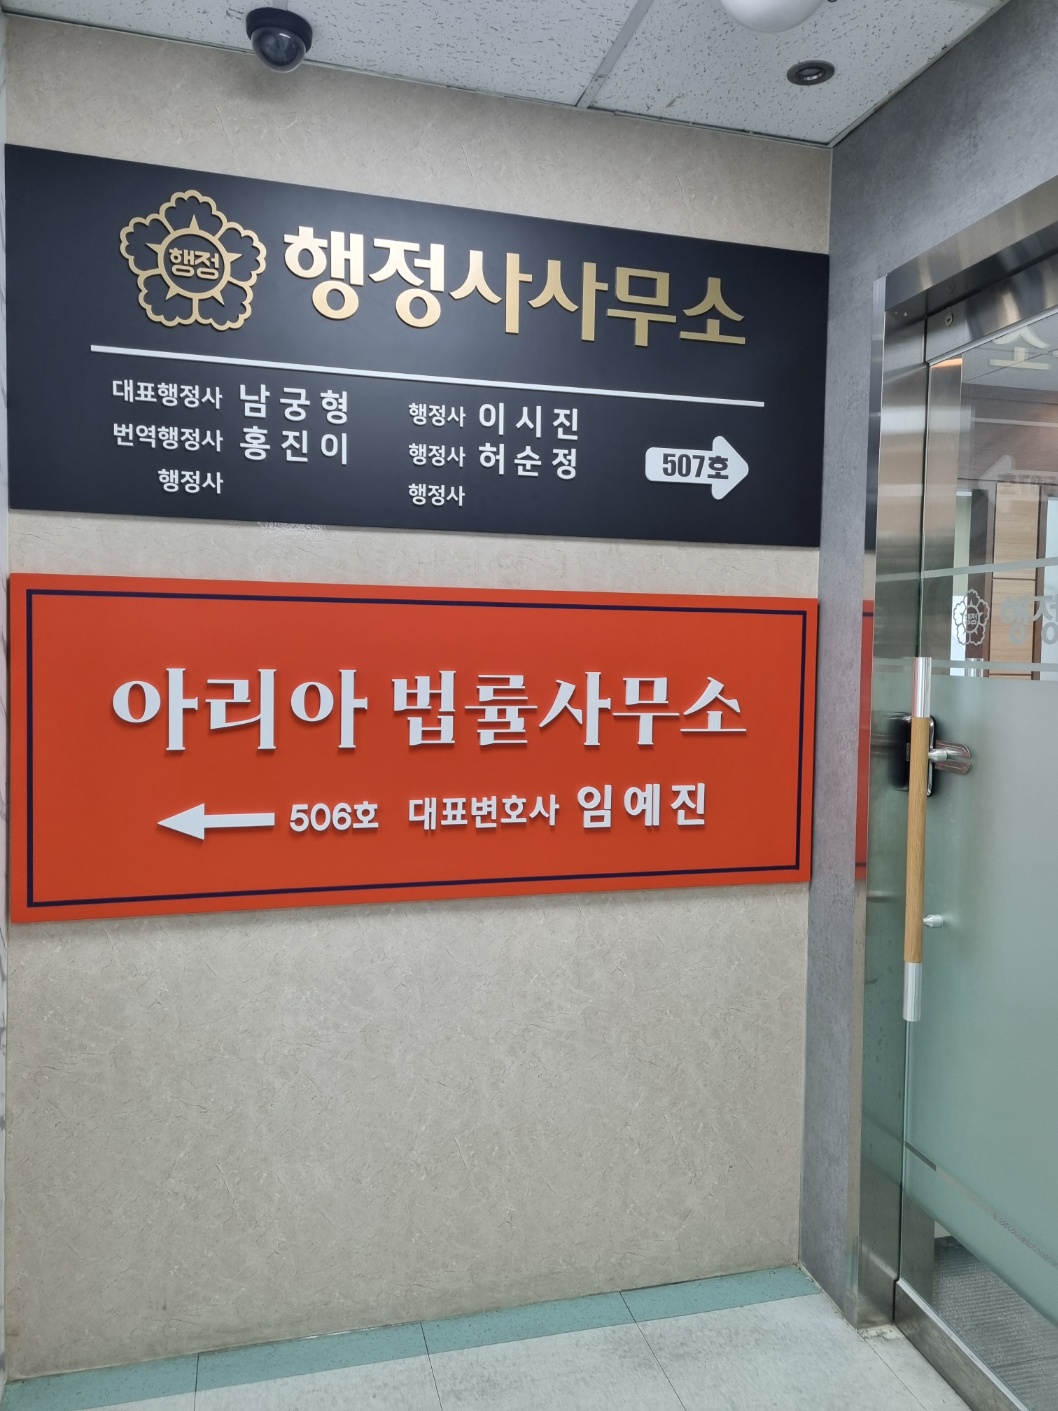 행정
행정사사무소
대표행정사 남궁형
번역행정사 홍진이
행정사
행정사 이시진
행정사 허순정
행정사
507호
아리아 법률사무소
506호 대표변호사 임예진
행정